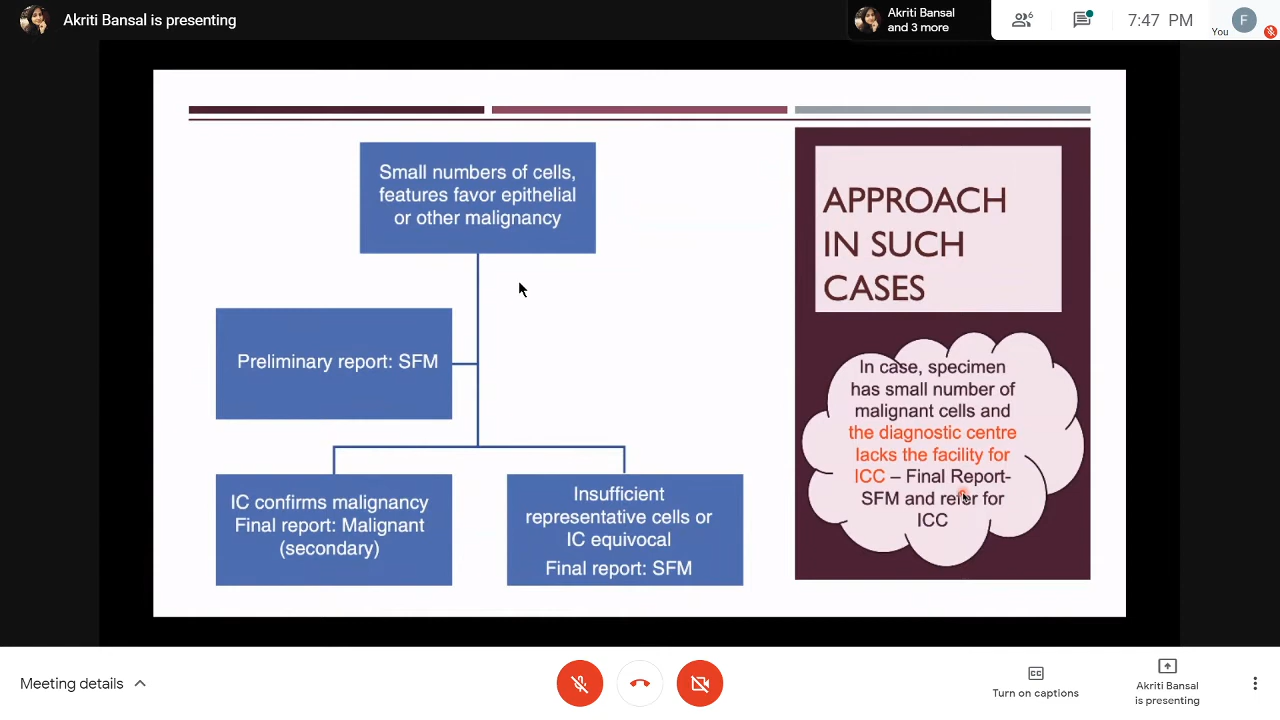 Akriti Bansal is presenting
Akriti Bansal
and 3 more
6
7:47 PM
You
F
Small numbers of cells,
features favor epithelial
or other malignancy
Preliminary report: SFM
IC confirms malignancy
Final report: Malignant
(secondary)
Insufficient
representative cells or
IC equivocal
Final report: SFM
APPROACH
IN SUCH
CASES
In case, specimen
has small number of
malignant cells and
the diagnostic centre
lacks the facility for
ICC – Final Report-
SFM and refer for
ICC
Meeting details
CC
Turn on captions
Akriti Bansal
is presenting